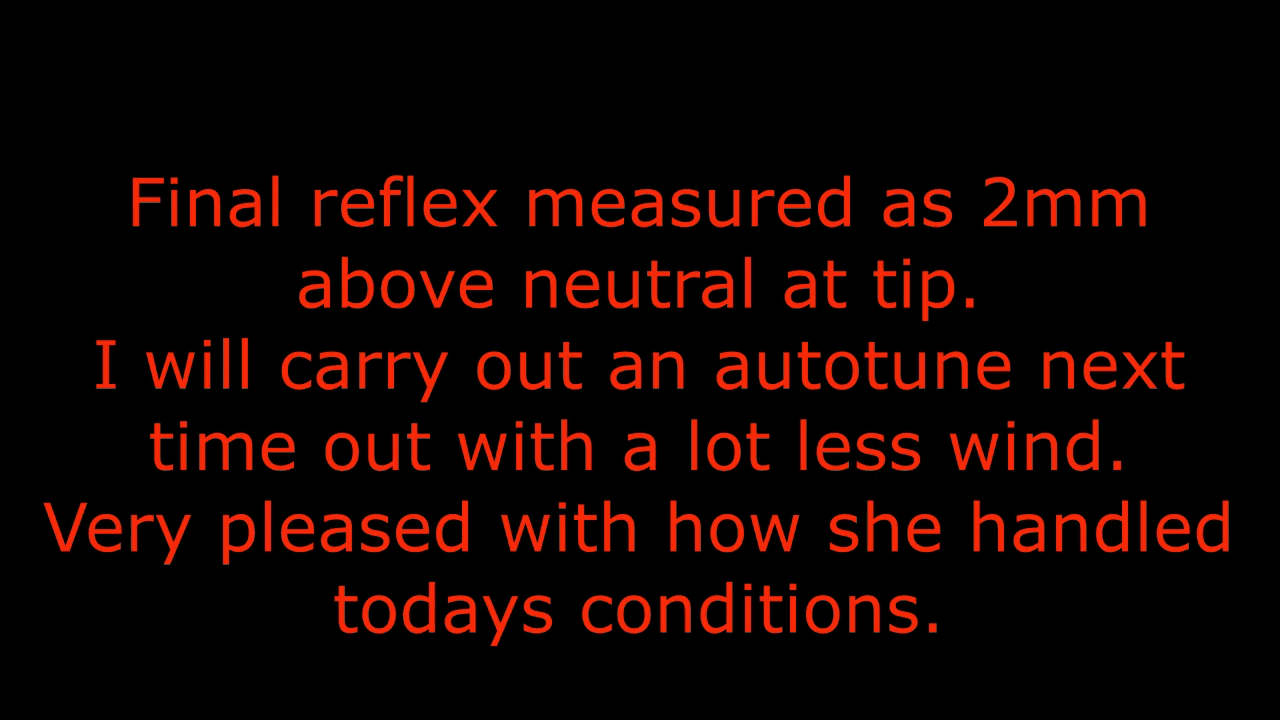 Final reflex measured as 2mm
above neutral at tip.
I will carry out an autotune next
time out with a lot less wind.
Very pleased with how she handled
todays conditions.